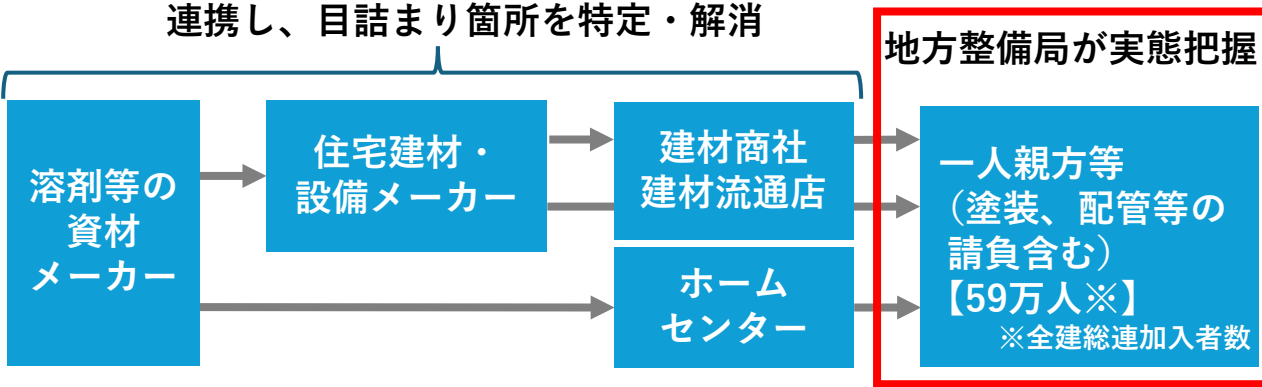 連携し、目詰まり箇所を特定・解消
地方整備局が実態把握
溶剤等の
資材
メーカー
住宅建材・
設備メーカー
建材商社
建材流通店
ホーム
センター
一人親方等
（塗装、配管等の
請負含む）
【59万人※】
※全建総連加入者数